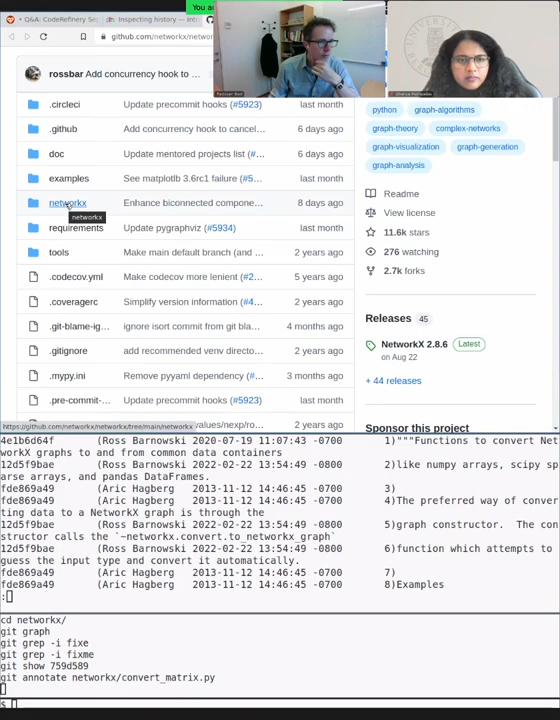 You a
Q&A: CodeRefinery Se
Inspecting history —
github.com/networkx/netw
rossbar Add concurrency hook to …
.circleci Update precommit hooks (#5923) last month
.github Add concurrency hook to cancel… 6 days ago
doc Update mentored projects list (#… last month
examples See matplotlb 3.6rc1 failure (#5… last month
networkx Enhance biconnected compone… 8 days ago
networkx
requirements Update pygraphviz (#5934) last month
tools Make main default branch (and … 2 years ago
.codecov.yml Make codecov more lenient (#2… 5 years ago
.coveragerc Simplify version information (#4… 2 years ago
.git-blame-ig… ignore isort commit from git bla… 4 months ago
.gitignore add recommended venv directo… 2 years ago
.mypy.ini Remove pyyaml dependency (#… 3 months ago
.pre-commit-… Update precommit hooks (#5923) last month
values/nexp/ro… 2 years ago
https://github.com/networkx/networkx/tree/main/networkx
python graph-algorithms
graph-theory complex-networks
graph-visualization graph-generation
graph-analysis
Readme
View license
11.6k stars
276 watching
2.7k forks
Releases 45
NetworkX 2.8.6 Latest
on Aug 22
+ 44 releases
Sponsor this project
4e1b6d64f (Ross Barnowski 2020-07-19 11:07:43 -0700 1)"""Functions to convert Net
workX graphs to and from common data containers
12d5f9bae (Ross Barnowski 2022-02-22 13:54:49 -0800 2)like numpy arrays, scipy sp
arse arrays, and pandas DataFrames.
fde869a49 (Aric Hagberg 2013-11-12 14:46:45 -0700 3)
fde869a49 (Aric Hagberg 2013-11-12 14:46:45 -0700 4)The preferred way of conver
ting data to a NetworkX graph is through the
12d5f9bae (Ross Barnowski 2022-02-22 13:54:49 -0800 5)graph constructor. The con
structor calls the `~networkx.convert.to_networkx_graph`
12d5f9bae (Ross Barnowski 2022-02-22 13:54:49 -0800 6)function which attempts to
guess the input type and convert it automatically.
fde869a49 (Aric Hagberg 2013-11-12 14:46:45 -0700 7)
fde869a49 (Aric Hagberg 2013-11-12 14:46:45 -0700 8)Examples
:
cd networkx/
git graph
git grep -i fixe
git grep -i fixme
git show 759d589
git annotate networkx/convert_matrix.py
$